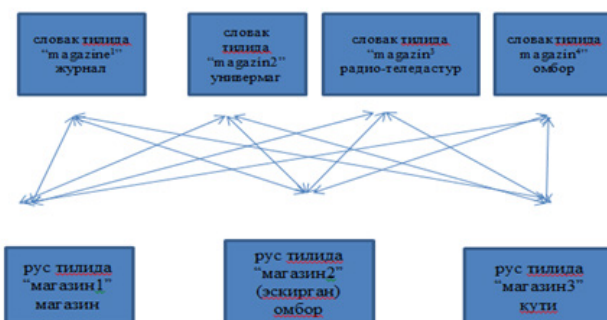 словак тилида
“magazine¹”
журнал
словак
тилида
“magazin2”
универмаг
словак тилида
“magazin³
радио-теледастур
словак тилида
magazin⁴”
омбор
рус тилида
“магазин1”
магазин
рус тилида
“магазин2”
(эскирган)
омбор
рус тилида
“магазин3”
кути